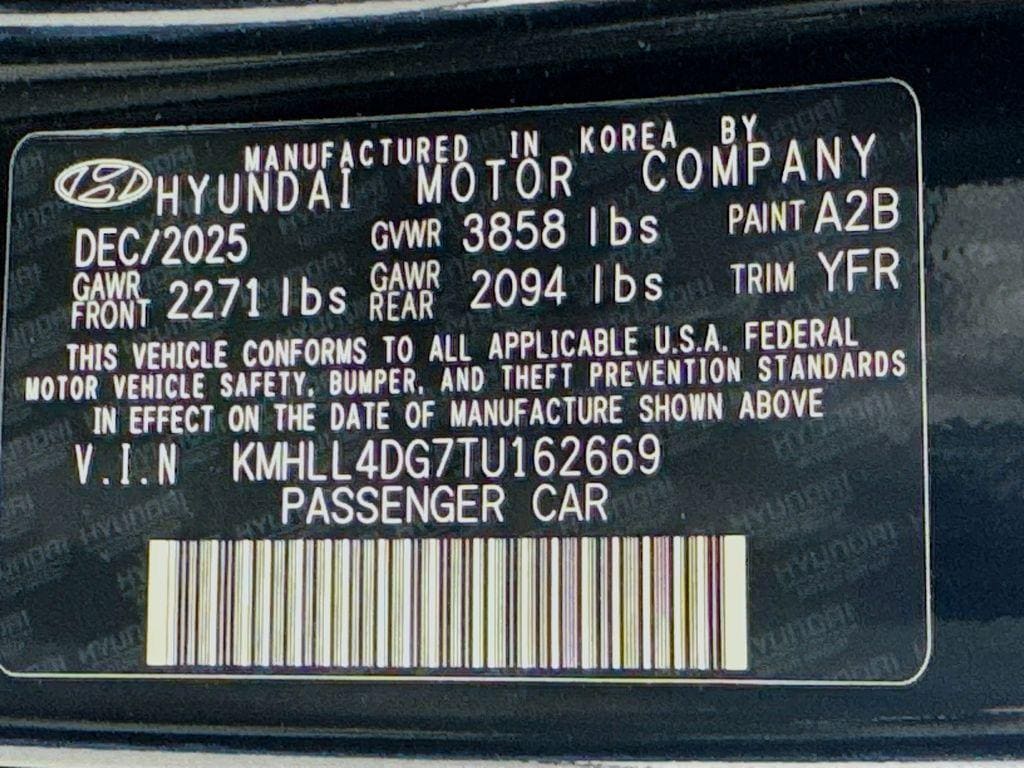 MANUFACTURED IN KOREA BY
HYUNDAI MOTOR COMPANY
DEC/2025 GVWR 3858 lbs PAINT A2B
GAWR FRONT 2271 lbs GAWR REAR 2094 lbs TRIM YFR
THIS VEHICLE CONFORMS TO ALL APPLICABLE U.S.A. FEDERAL
MOTOR VEHICLE SAFETY, BUMPER, AND THEFT PREVENTION STANDARDS
IN EFFECT ON THE DATE OF MANUFACTURE SHOWN ABOVE
V.I.N KMHLL4DG7TU162669
PASSENGER CAR